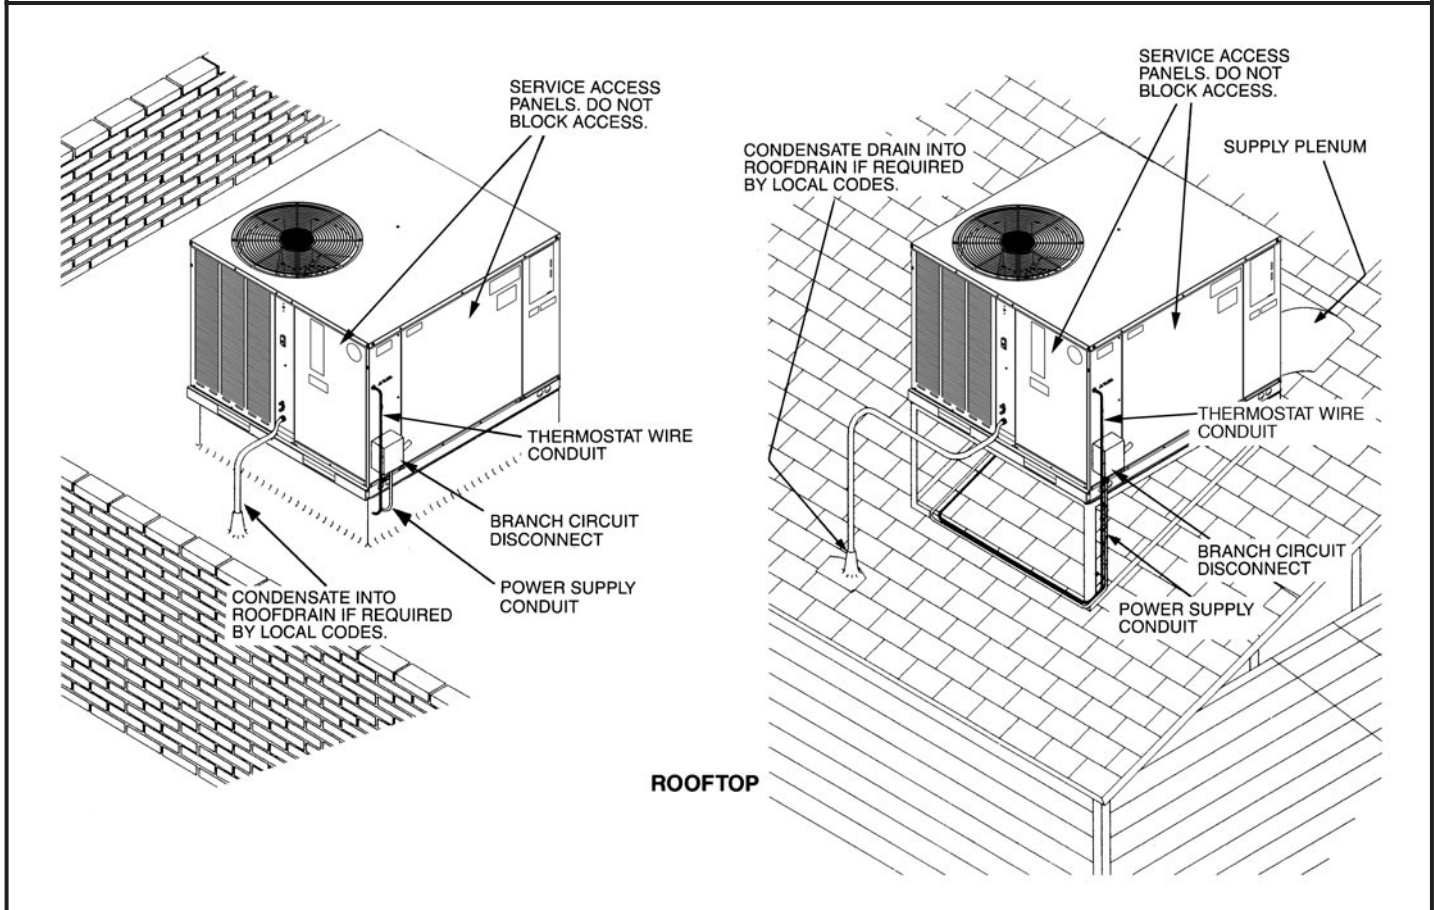 SERVICE ACCESS
PANELS. DO NOT
BLOCK ACCESS.
THERMOSTAT WIRE
CONDUIT
BRANCH CIRCUIT
DISCONNECT
POWER SUPPLY
CONDUIT
CONDENSATE INTO
ROOFDRAIN IF REQUIRED
BY LOCAL CODES.
SERVICE ACCESS
PANELS. DO NOT
BLOCK ACCESS.
SUPPLY PLENUM
CONDENSATE DRAIN INTO
ROOFDRAIN IF REQUIRED
BY LOCAL CODES.
THERMOSTAT WIRE
CONDUIT
BRANCH CIRCUIT
DISCONNECT
POWER SUPPLY
CONDUIT
ROOFTOP